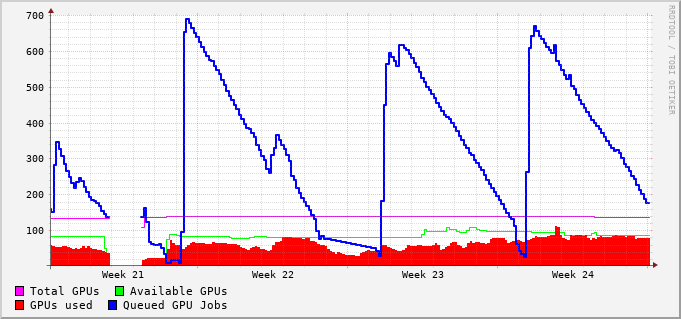 700
600
500
400
300
200
100
Week 21 Week 22 Week 23 Week 24
Total GPUs Available GPUs
GPUs used Queued GPU Jobs
RRDTOOL / TOBI OETIKER